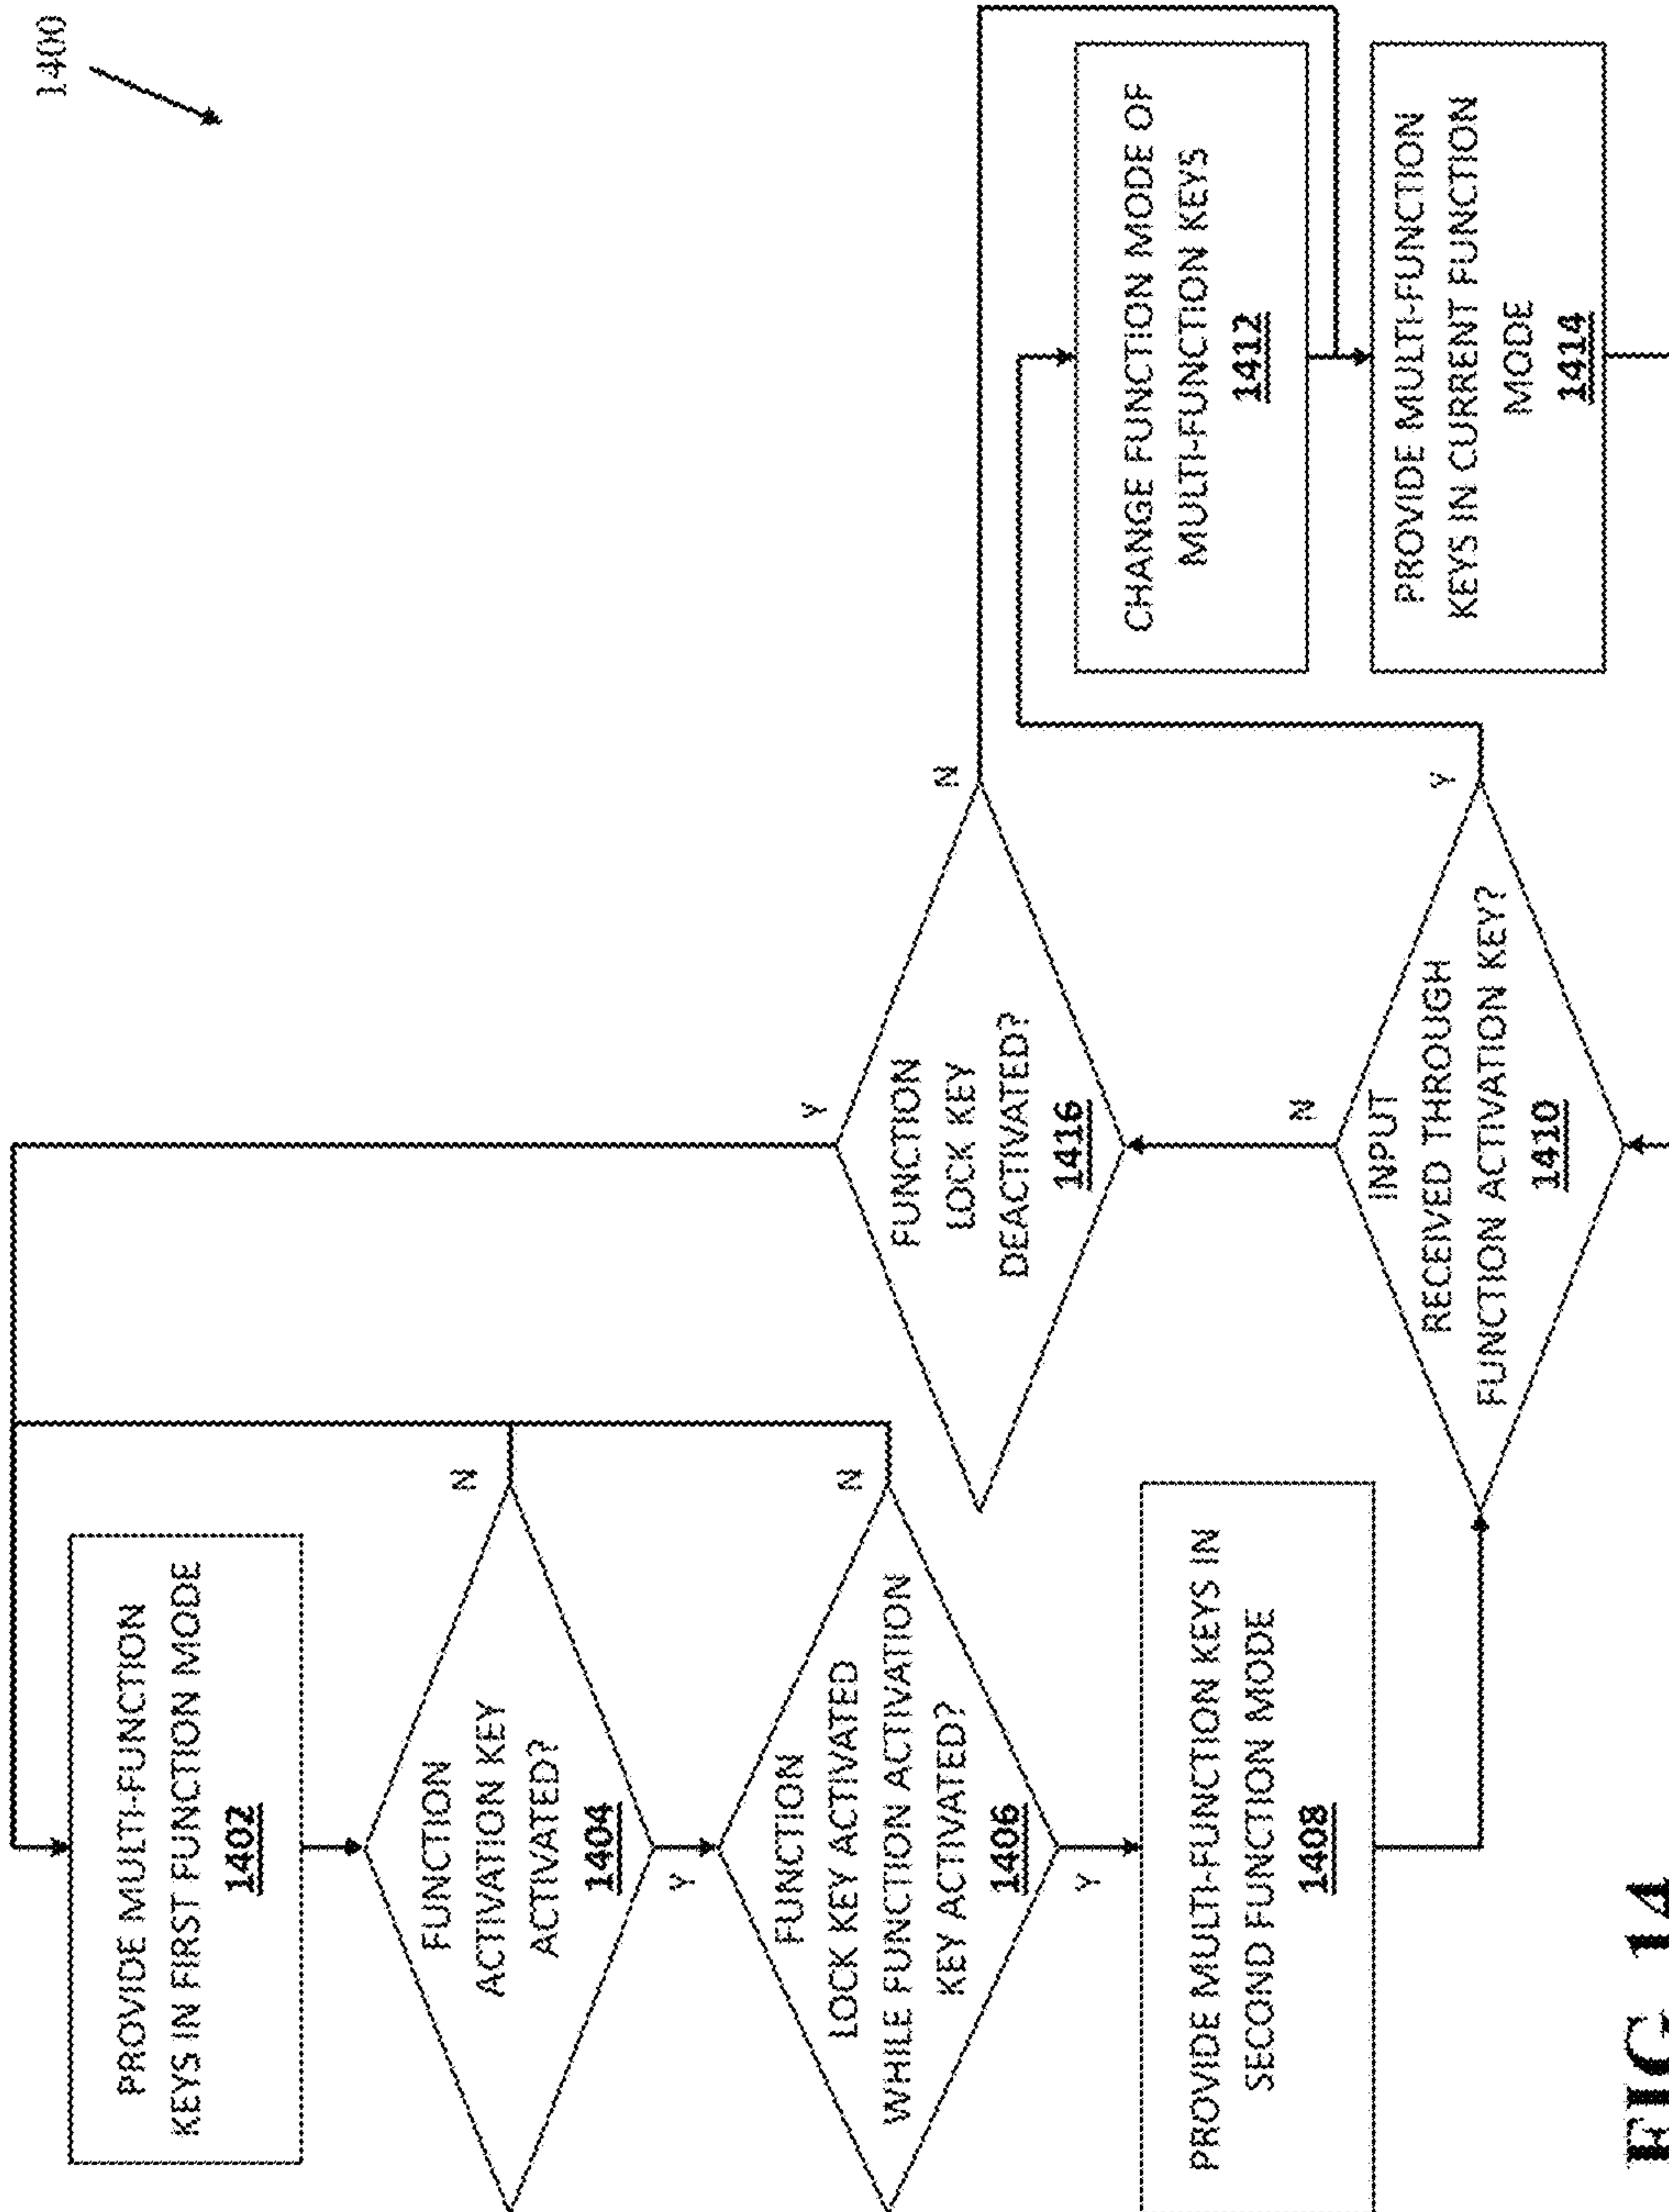 1400
PROVIDE MULTI-FUNCTION
KEYS IN FIRST FUNCTION MODE
1402
FUNCTION
ACTIVATION KEY
ACTIVATED?
1404
N
Y
FUNCTION
LOCK KEY ACTIVATED
WHILE FUNCTION ACTIVATION
KEY ACTIVATED?
1406
N
Y
PROVIDE MULTI-FUNCTION KEYS IN
SECOND FUNCTION MODE
1408
Y
FUNCTION
LOCK KEY
DEACTIVATED?
1416
N
N
INPUT
RECEIVED THROUGH
FUNCTION ACTIVATION KEY?
1410
Y
CHANGE FUNCTION MODE OF
MULTI-FUNCTION KEYS
1412
PROVIDE MULTI-FUNCTION
KEYS IN CURRENT FUNCTION
MODE
1414
FIG 14